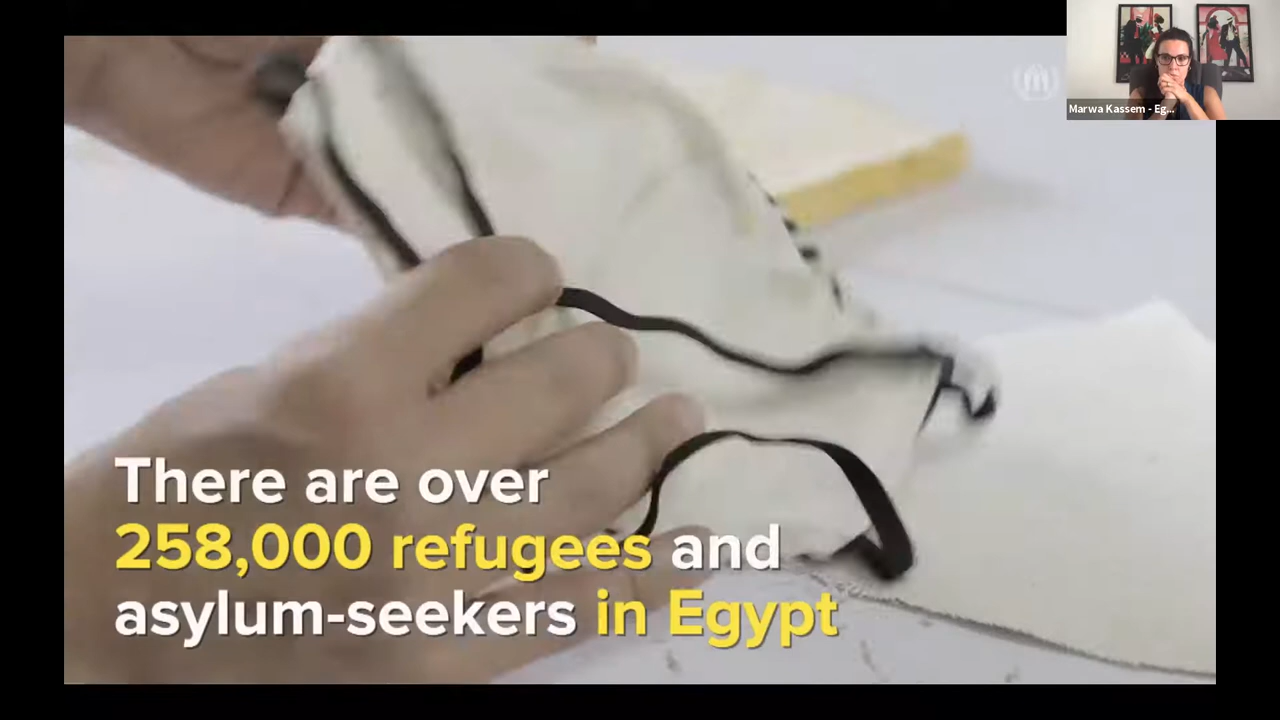 Marwa Kassem - Eg...
There are over
258,000 refugees and
asylum-seekers in Egypt